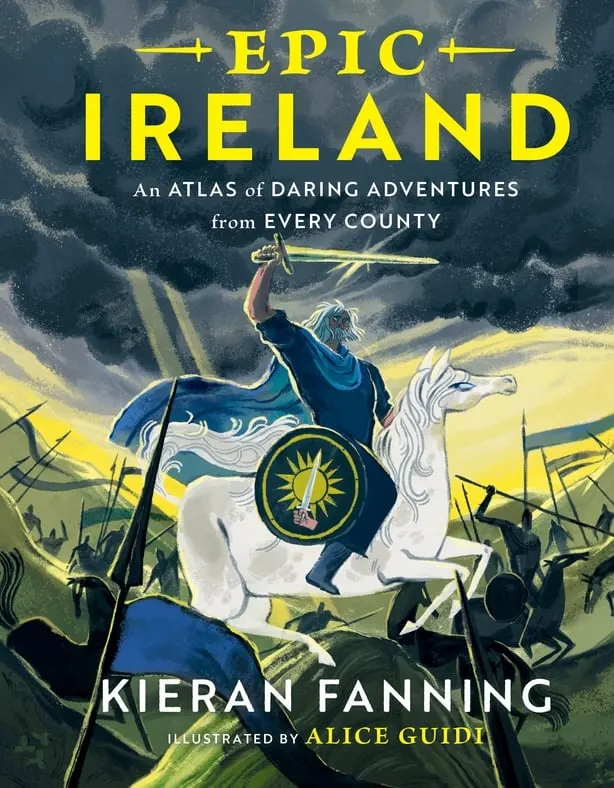 EPIC
IRELAND
An ATLAS of DARING ADVENTURES
from EVERY COUNTY
KIERAN FANNING
ILLUSTRATED BY ALICE GUIDI